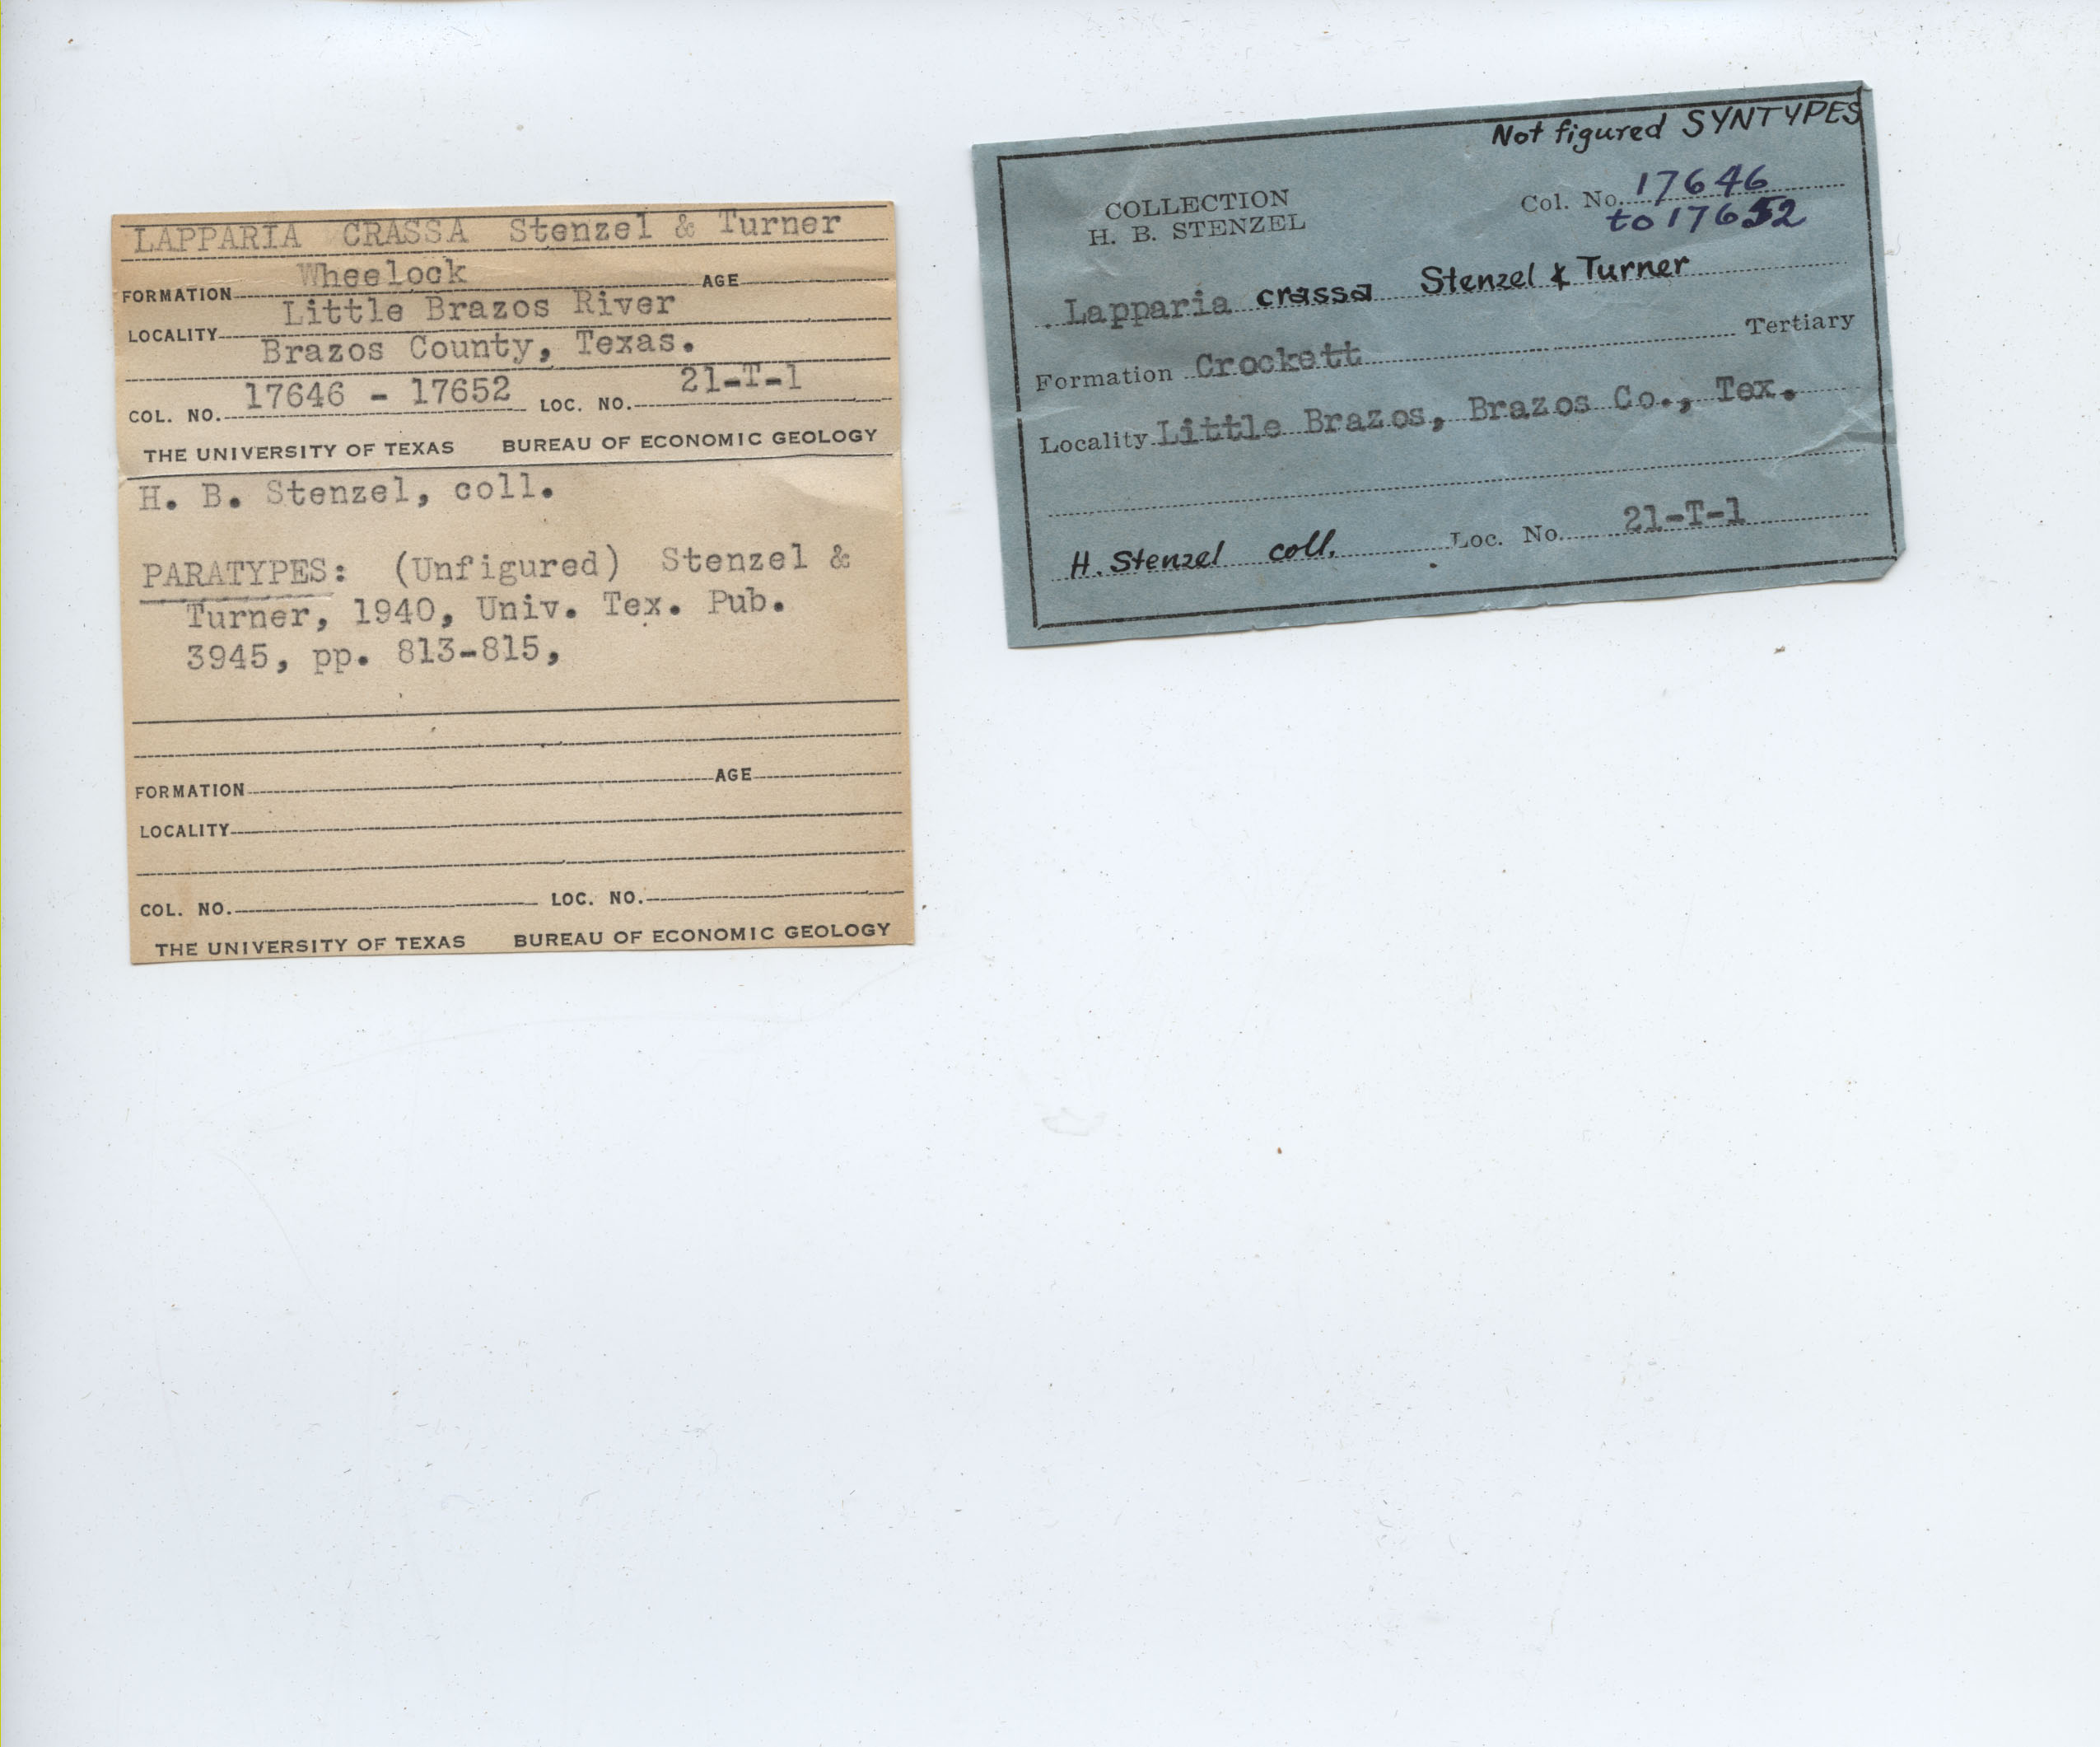 LAPPARIA CRASSA Stenzel & Turner
FORMATION Wheelock AGE
LOCALITY Little Brazos River
Brazos County, Texas.
COL. NO. 17646 - 17652 LOC. NO. 21-T-1
THE UNIVERSITY OF TEXAS BUREAU OF ECONOMIC GEOLOGY
H. B. Stenzel, coll.
PARATYPES: (Unfigured) Stenzel &
Turner, 1940, Univ. Tex. Pub.
3945, pp. 813-815,
FORMATION AGE
LOCALITY
COL. NO. LOC. NO.
THE UNIVERSITY OF TEXAS BUREAU OF ECONOMIC GEOLOGY
Not figured SYNTYPES
COLLECTION
H. B. STENZEL
Col. No. 17646
to 17652
Lapparia crassa Stenzel & Turner
Formation Crockett Tertiary
Locality Little Brazos, Brazos Co., Tex.
H. Stenzel coll. Loc. No. 21-T-1